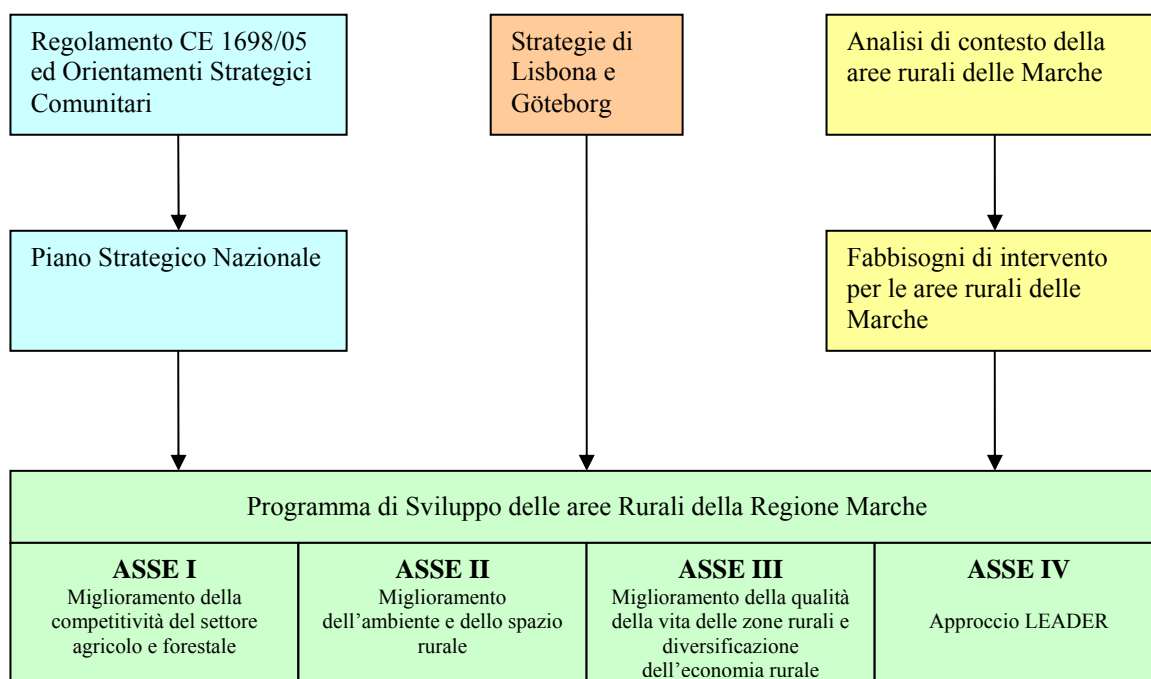 Regolamento CE 1698/05
ed Orientamenti Strategici
Comunitari
Strategie di
Lisbona e
Göteborg
Analisi di contesto della
aree rurali delle Marche
Piano Strategico Nazionale
Fabbisogni di intervento
per le aree rurali delle
Marche
Programma di Sviluppo delle aree Rurali della Regione Marche
ASSE I
Miglioramento della
competitività del settore
agricolo e forestale
ASSE II
Miglioramento
dell’ambiente e dello spazio
rurale
ASSE III
Miglioramento della qualità
della vita delle zone rurali e
diversificazione
dell’economia rurale
ASSE IV
Approccio LEADER